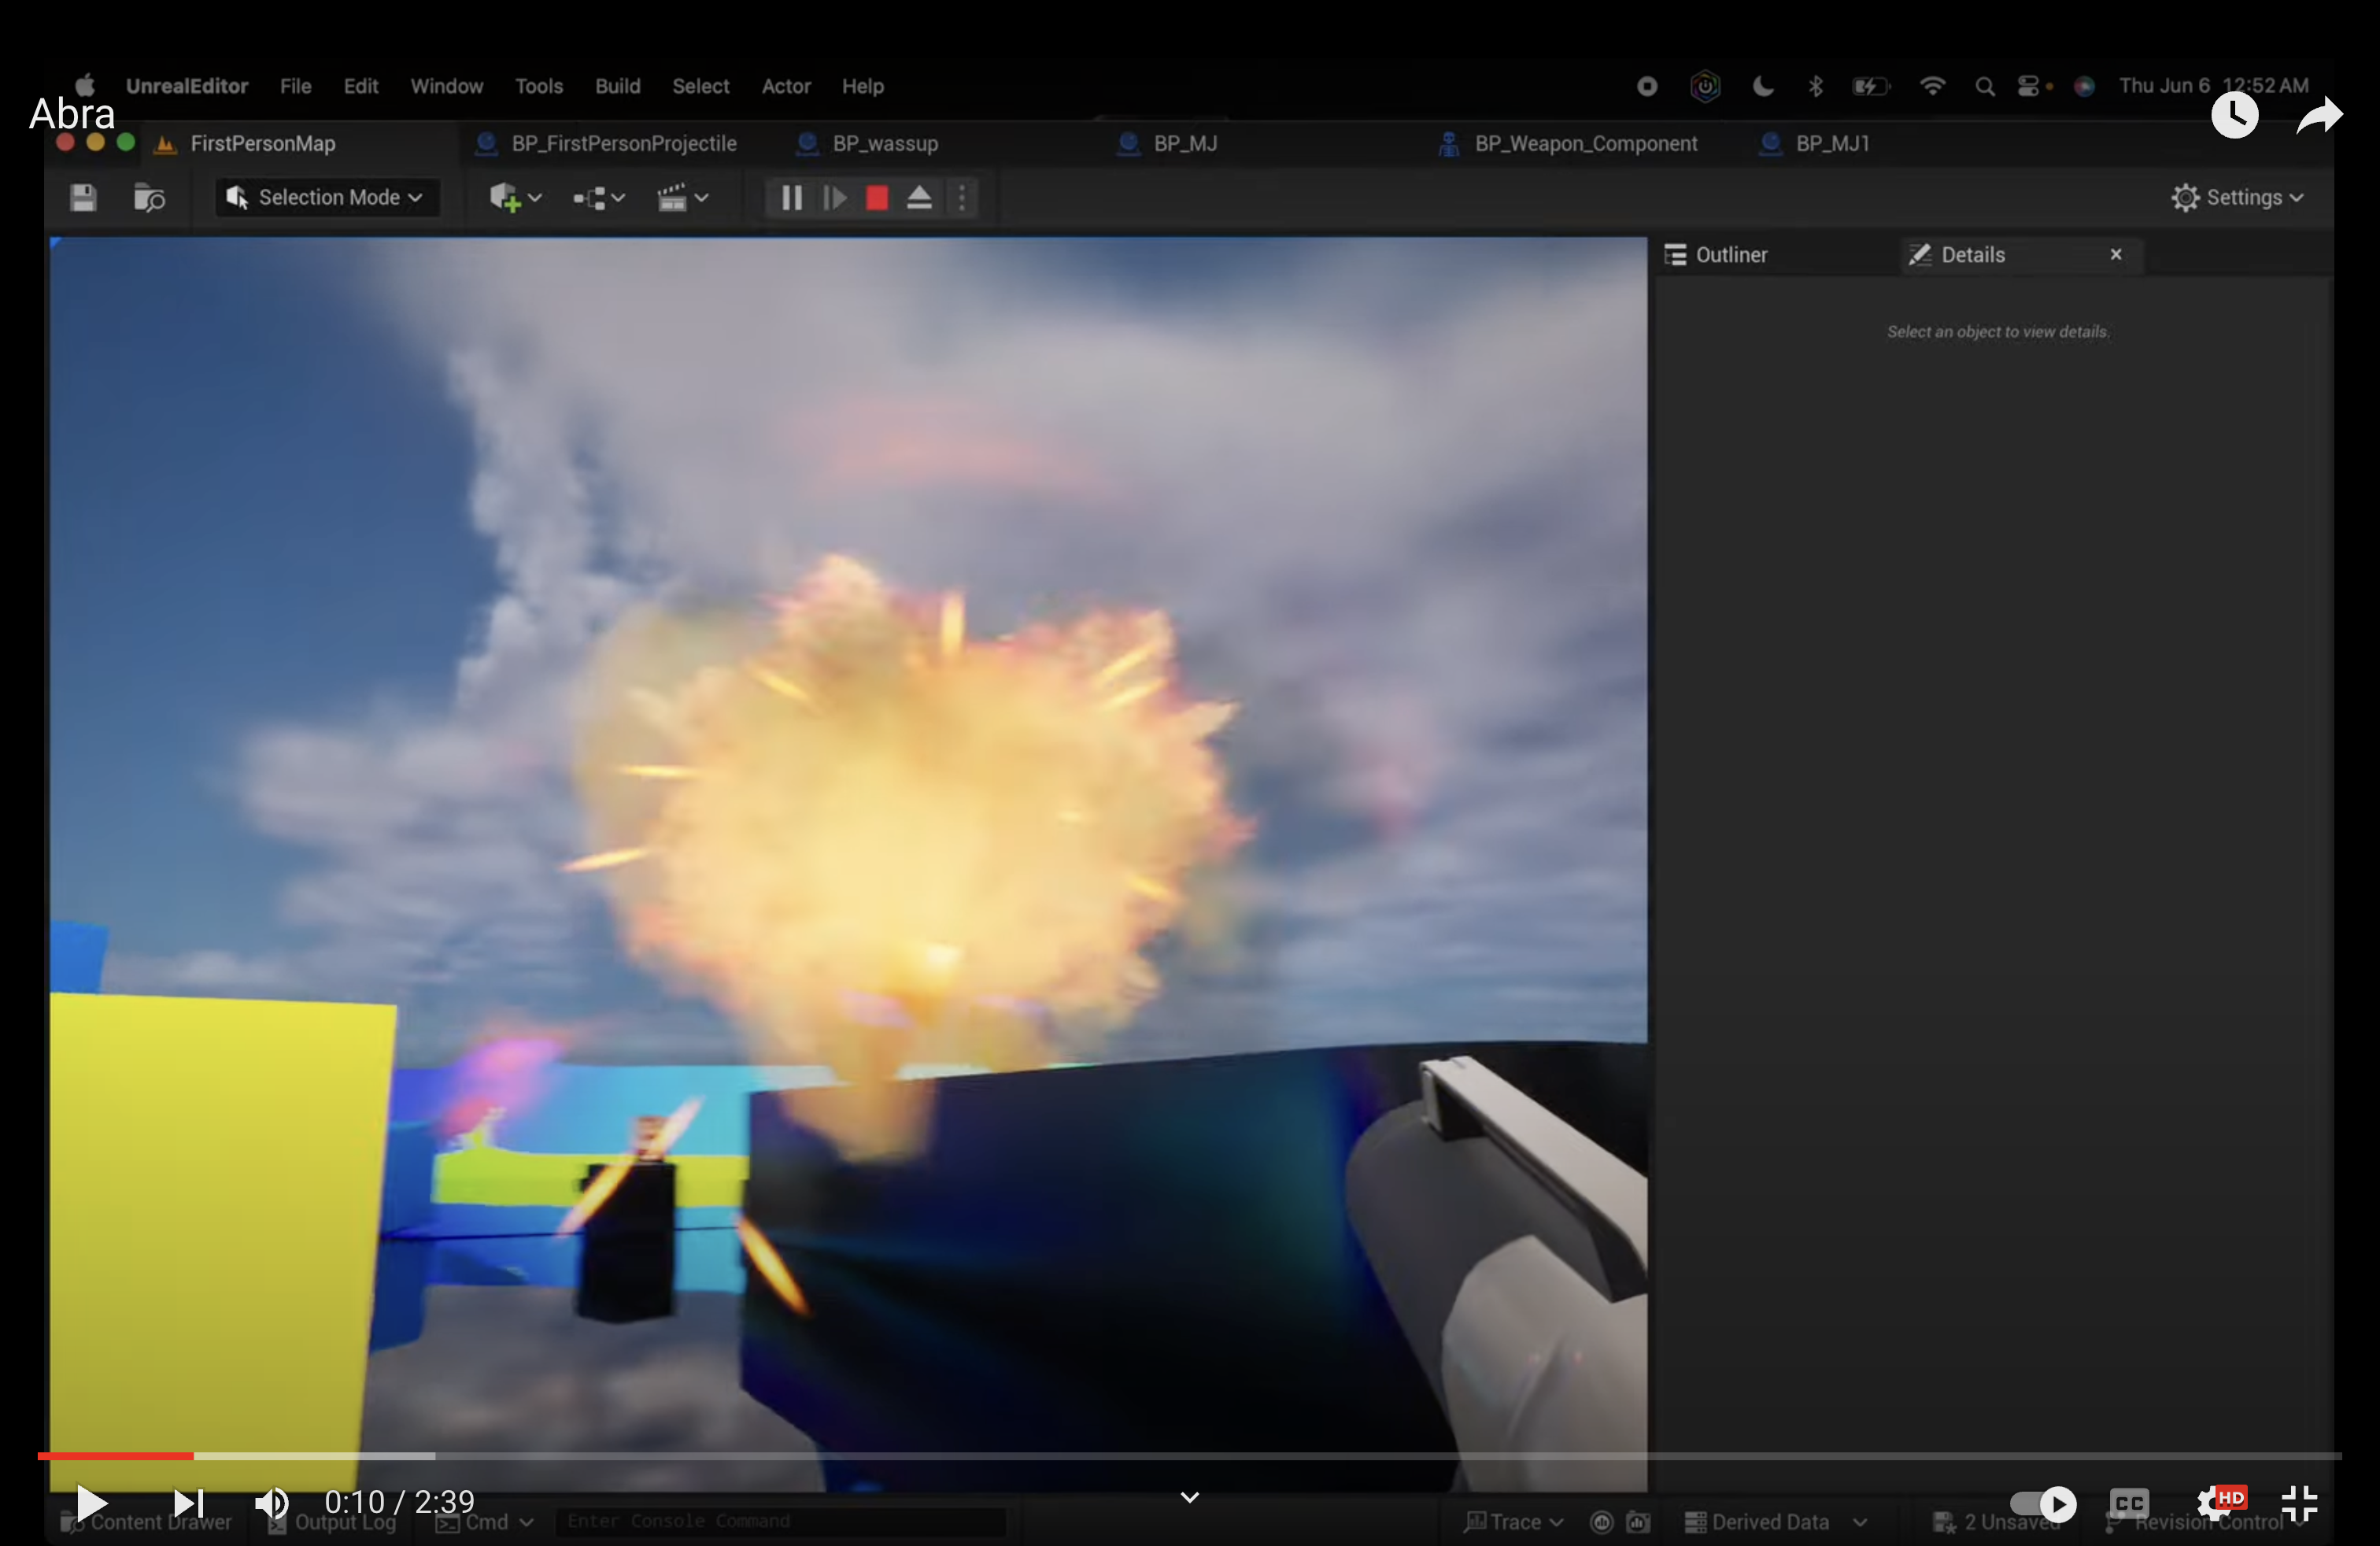 UnrealEditor File Edit Window Tools Build Select Actor Help Thu Jun 6 12:52 AM
Abra
FirstPersonMap BP_FirstPersonProjectile BP_wassup BP_MJ BP_Weapon_Component BP_MJ1
Selection Mode Settings
Outliner Details
Select an object to view details.
0:10 / 2:39 CC HD
Content Drawer Output Log Cmd Enter Console Command Trace Derived Data 2 Unsaved Revision Control